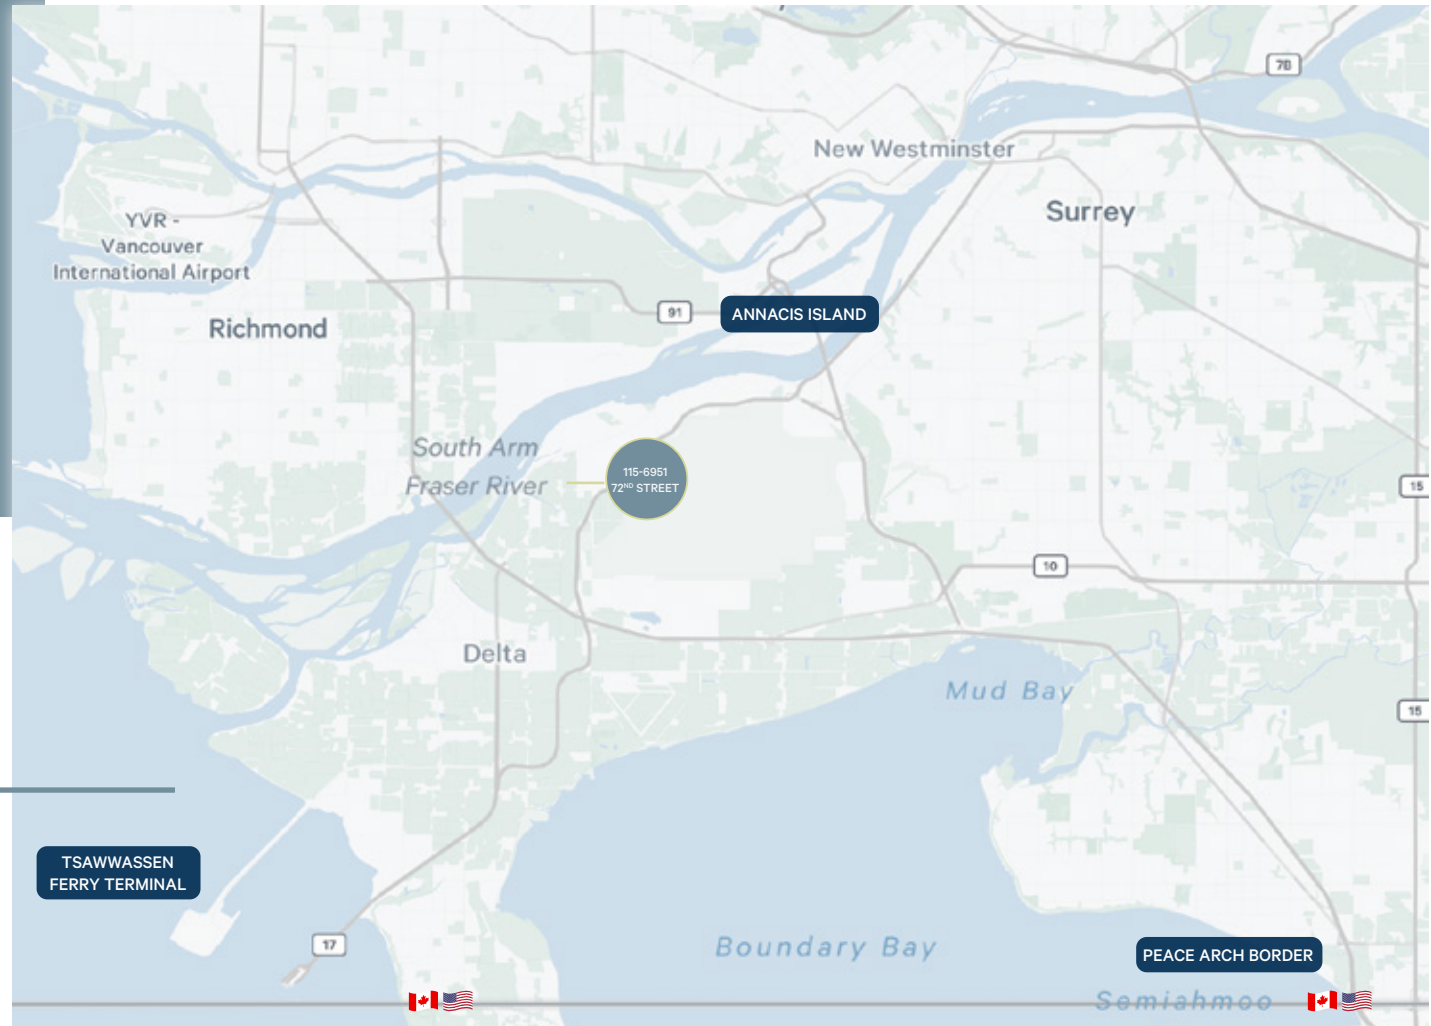 70
New Westminster
Surrey
YVR -
Vancouver
International Airport
Richmond
91
ANNACIS ISLAND
South Arm
Fraser River
115-6951
72ND STREET
15
10
Delta
Mud Bay
15
TSAWWASSEN
FERRY TERMINAL
17
Boundary Bay
PEACE ARCH BORDER
Semiahmoo